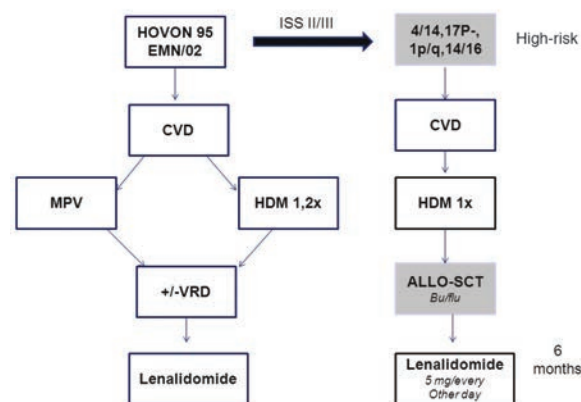 HOVON 95
EMN/02
ISS II/III
4/14,17P-,
1p/q,14/16
High-risk
CVD
CVD
MPV
HDM 1,2x
HDM 1x
+/-VRD
ALLO-SCT
Bu/flu
Lenalidomide
Lenalidomide
5 mg/every
Other day
6
months